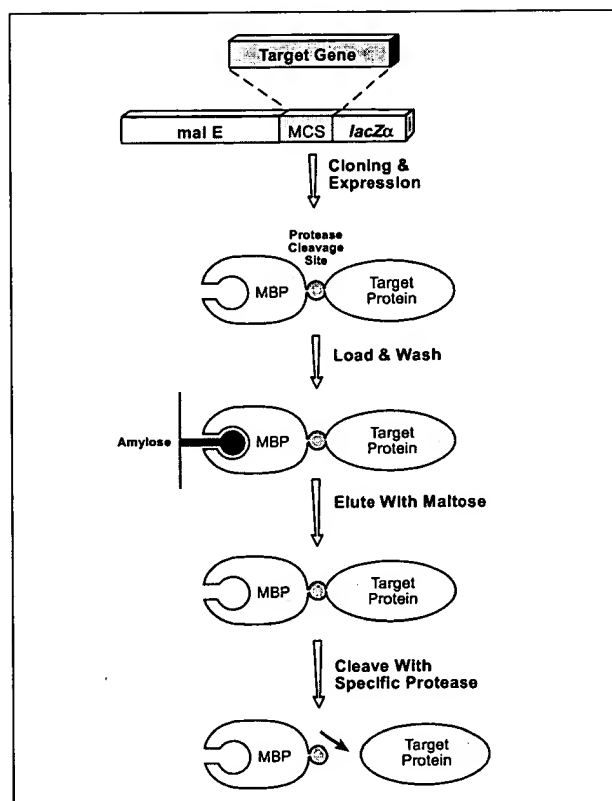 Target Gene
mal E
MCS
lacZα
Cloning &
Expression
Protease
Cleavage
Site
MBP
Target
Protein
Load & Wash
Amylose
MBP
Target
Protein
Elute With Maltose
MBP
Target
Protein
Cleave With
Specific Protease
MBP
Target
Protein